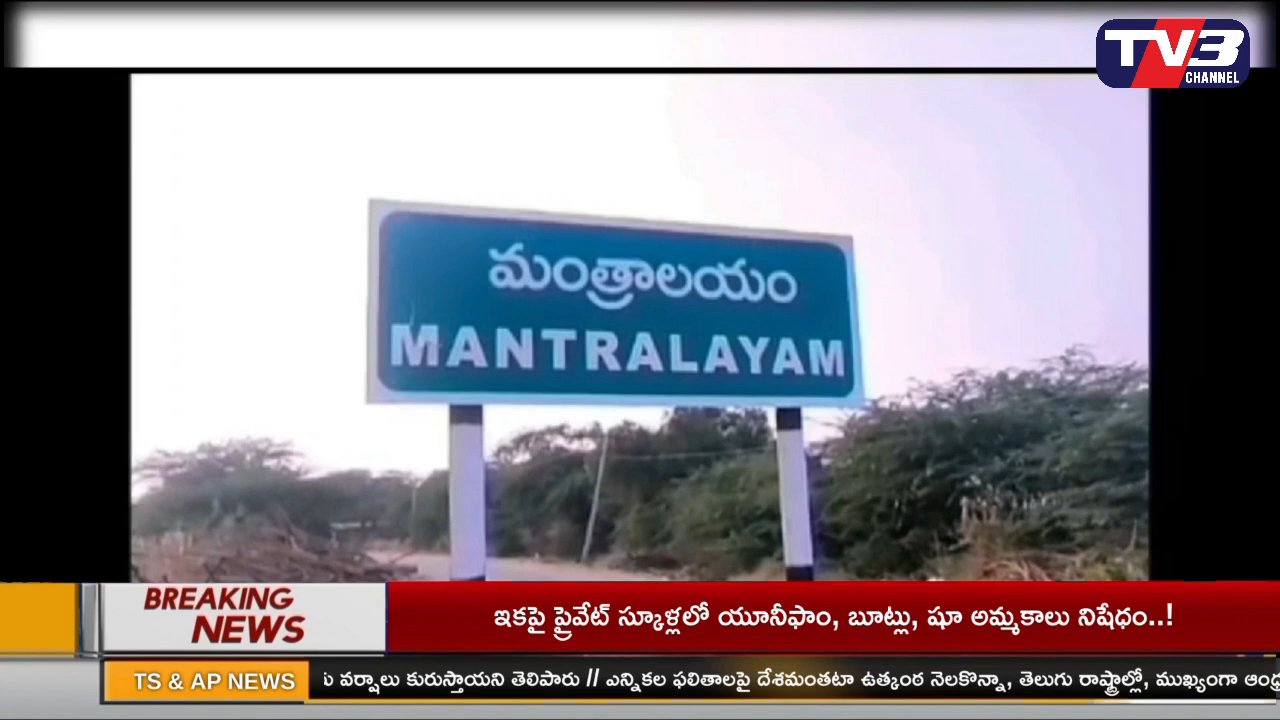 TV3
CHANNEL
మంత్రాలయం
MANTRALAYAM
BREAKING
NEWS
ఇకపై ప్రైవేట్ స్కూళ్లలో యూనీఫాం, బూట్లు, షూ అమ్మకాలు నిషేధం..!
TS & AP NEWS
వర్షాలు కురుస్తాయని తెలిపారు // ఎన్నికల ఫలితాలపై దేశమంతటా ఉత్కంఠ నెలకొన్నా, తెలుగు రాష్ట్రాల్లో, ముఖ్యంగా